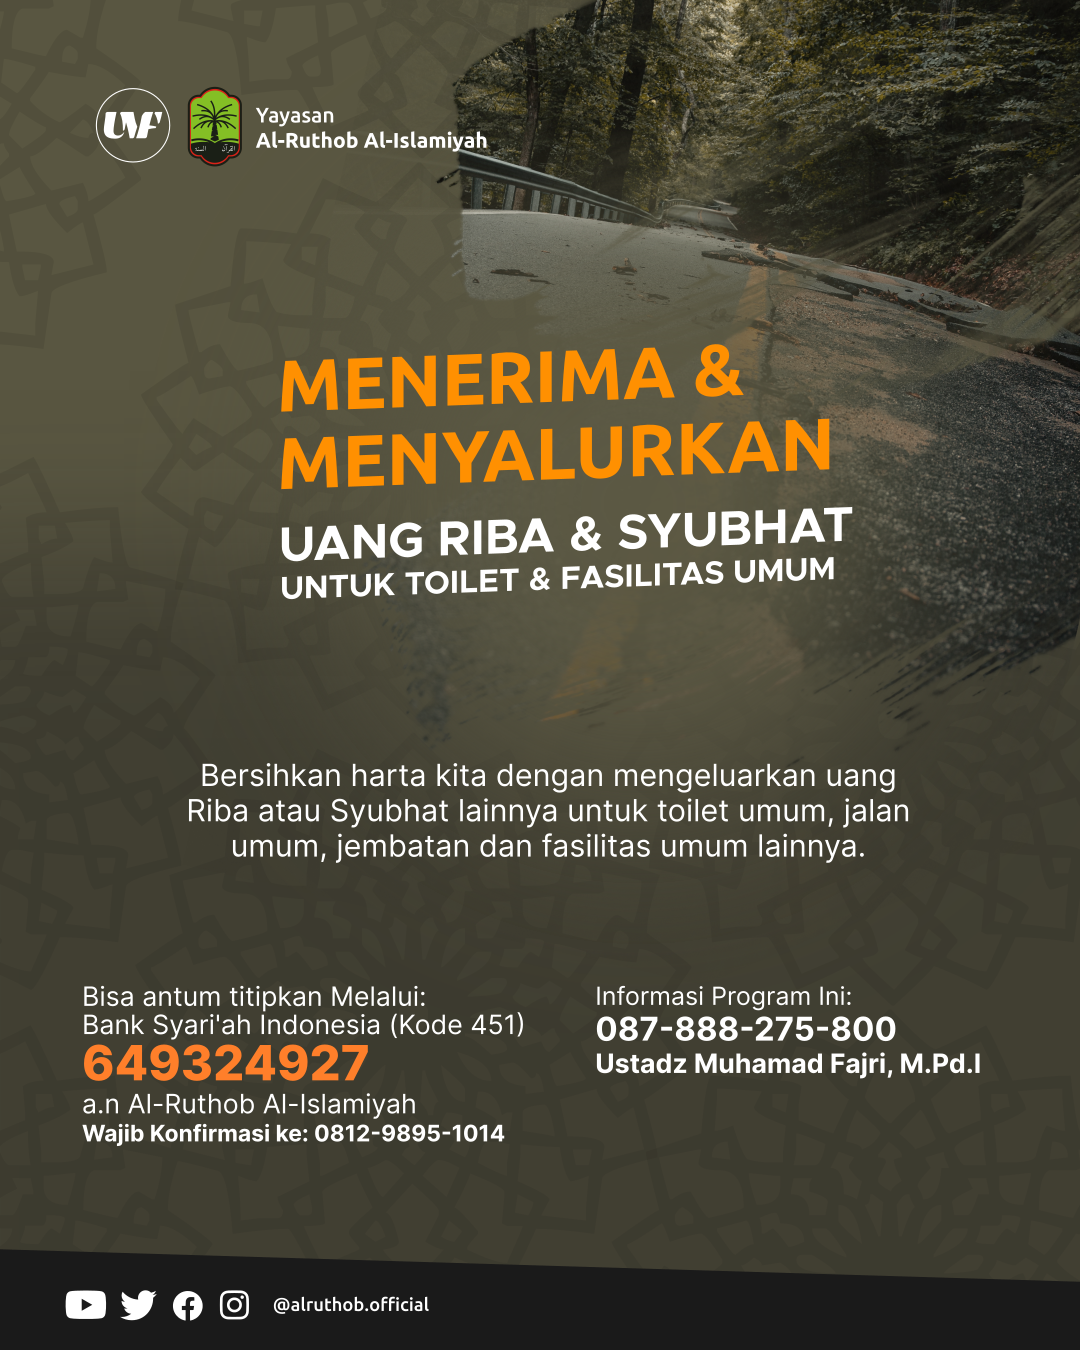 UVF
Yayasan
Al-Ruthob Al-Islamiyah
القرآن السنة
MENERIMA &
MENYALURKAN
UANG RIBA & SYUBHAT
UNTUK TOILET & FASILITAS UMUM
Bersihkan harta kita dengan mengeluarkan uang
Riba atau Syubhat lainnya untuk toilet umum, jalan
umum, jembatan dan fasilitas umum lainnya.
Bisa antum titipkan Melalui:
Bank Syari'ah Indonesia (Kode 451)
649324927
a.n Al-Ruthob Al-Islamiyah
Wajib Konfirmasi ke: 0812-9895-1014
Informasi Program Ini:
087-888-275-800
Ustadz Muhamad Fajri, M.Pd.I
@alruthob.official